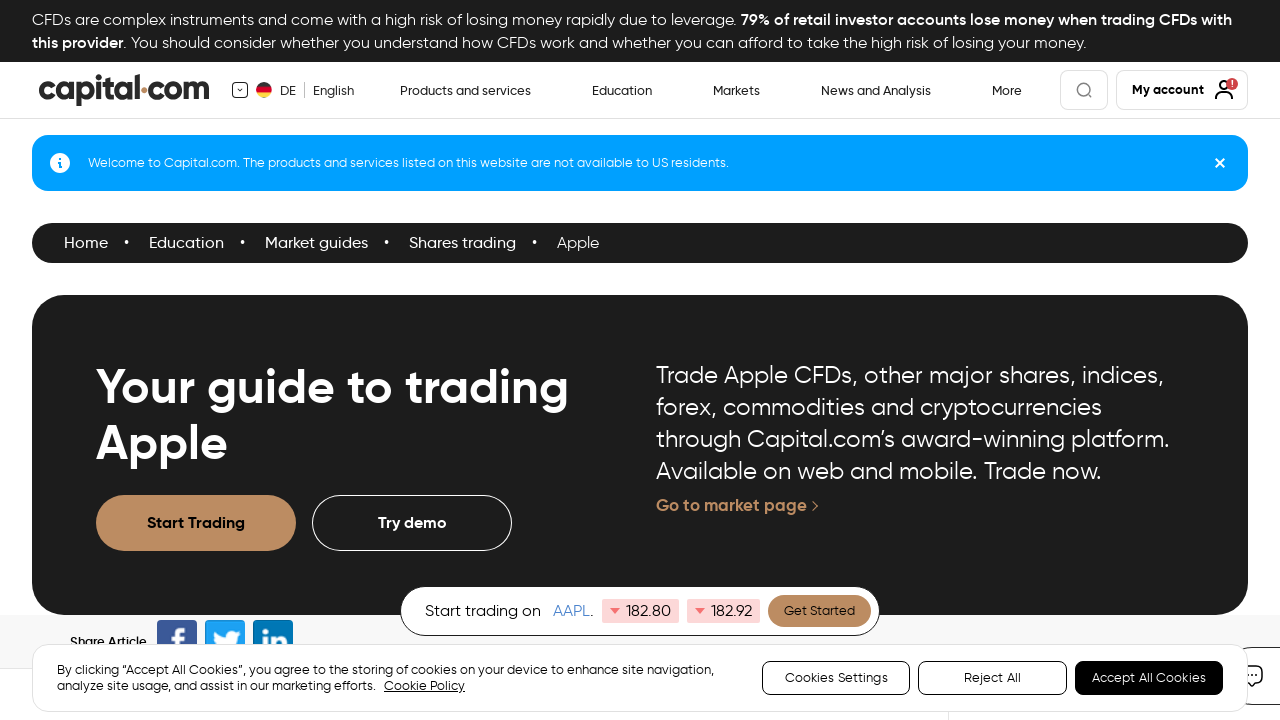 CFDs are complex instruments and come with a high risk of losing money rapidly due to leverage. 79% of retail investor accounts lose money when trading CFDs with
this provider. You should consider whether you understand how CFDs work and whether you can afford to take the high risk of losing your money.
capital.com
DE English
Products and services
Education
Markets
News and Analysis
More
My account
Welcome to Capital.com. The products and services listed on this website are not available to US residents.
Home • Education • Market guides • Shares trading • Apple
Your guide to trading
Apple
Start Trading
Try demo
Trade Apple CFDs, other major shares, indices,
forex, commodities and cryptocurrencies
through Capital.com’s award-winning platform.
Available on web and mobile. Trade now.
Go to market page
Start trading on AAPL. 182.80 182.92 Get Started
Share Article
By clicking “Accept All Cookies”, you agree to the storing of cookies on your device to enhance site navigation,
analyze site usage, and assist in our marketing efforts. Cookie Policy
Cookies Settings
Reject All
Accept All Cookies